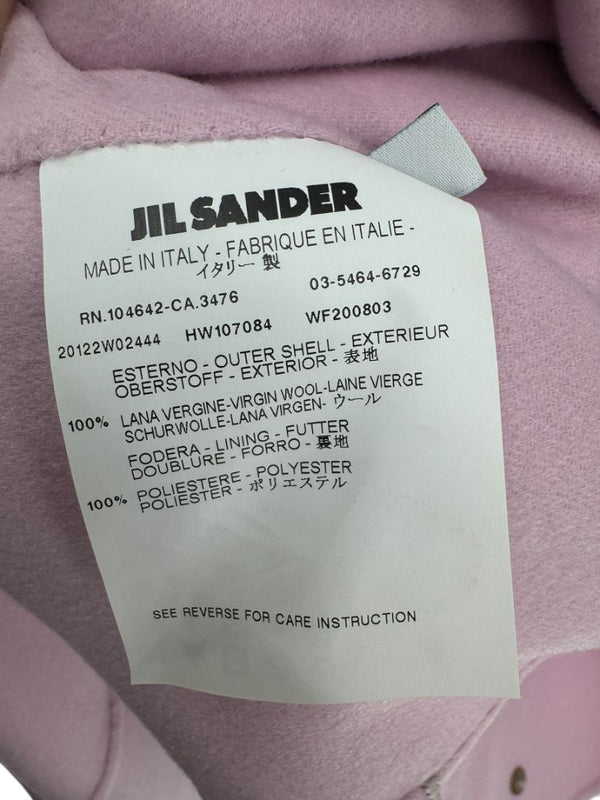 JIL SANDER
MADE IN ITALY - FABRIQUE EN ITALIE -
イタリー 製
RN.104642-CA.3476 03-5464-6729
20122W02444 HW107084 WF200803
ESTERNO - OUTER SHELL - EXTERIEUR
OBERSTOFF - EXTERIOR - 表地
100% LANA VERGINE-VIRGIN WOOL-LAINE VIERGE
SCHURWOLLE-LANA VIRGEN- ウール
FODERA - LINING - FUTTER
DOUBLURE - FORRO - 裏地
100% POLIESTERE - POLYESTER
POLIESTER - ポリエステル
SEE REVERSE FOR CARE INSTRUCTION